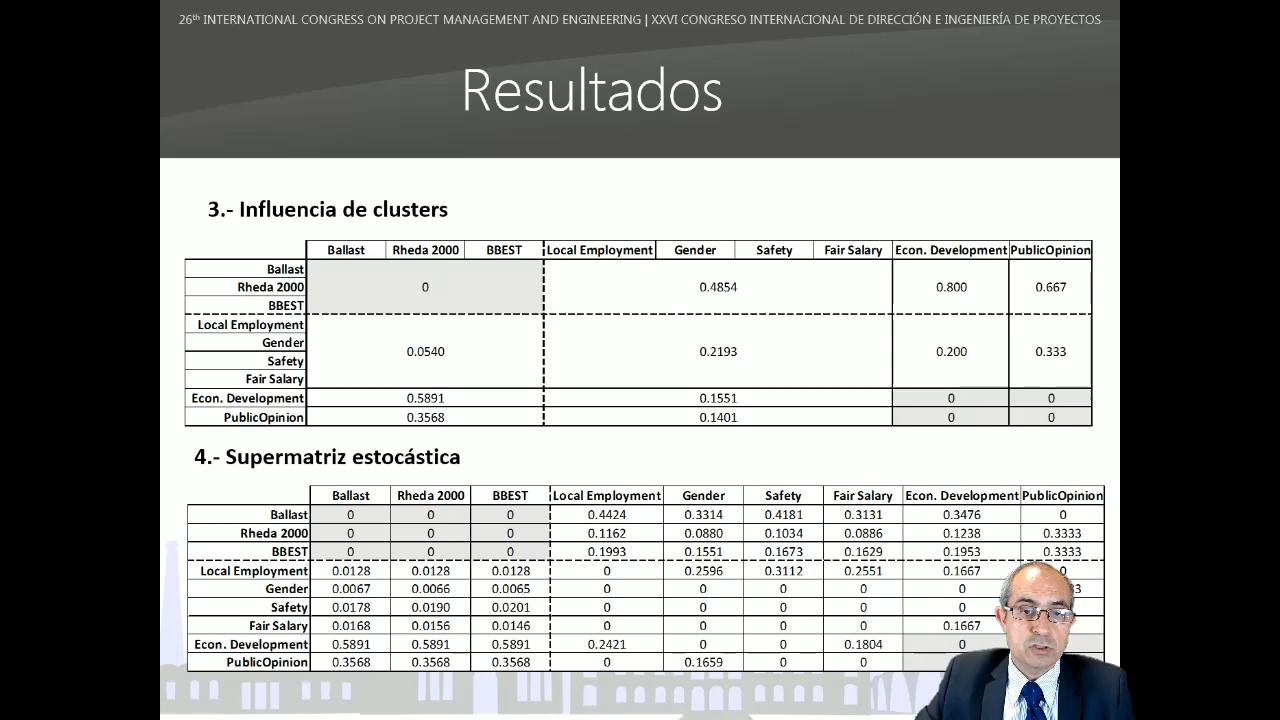 26th INTERNATIONAL CONGRESS ON PROJECT MANAGEMENT AND ENGINEERING | XXVI CONGRESO INTERNACIONAL DE DIRECCIÓN E INGENIERÍA DE PROYECTOS
Resultados
3.- Influencia de clusters
Ballast Rheda 2000 BBEST Local Employment Gender Safety Fair Salary Econ. Development PublicOpinion
Ballast
Rheda 2000 0 0.4854 0.800 0.667
BBEST
Local Employment
Gender
0.0540 0.2193 0.200 0.333
Safety
Fair Salary
Econ. Development 0.5891 0.1551 0 0
PublicOpinion 0.3568 0.1401 0 0
4.- Supermatriz estocástica
Ballast Rheda 2000 BBEST Local Employment Gender Safety Fair Salary Econ. Development PublicOpinion
Ballast 0 0 0 0.4424 0.3314 0.4181 0.3131 0.3476 0
Rheda 2000 0 0 0 0.1162 0.0880 0.1034 0.0886 0.1238 0.3333
BBEST 0 0 0 0.1993 0.1551 0.1673 0.1629 0.1953 0.3333
Local Employment 0.0128 0.0128 0.0128 0 0.2596 0.3112 0.2551 0.1667 0
Gender 0.0067 0.0066 0.0065 0 0 0 0 0
Safety 0.0178 0.0190 0.0201 0 0 0 0 0
Fair Salary 0.0168 0.0156 0.0146 0 0 0 0 0.1667
Econ. Development 0.5891 0.5891 0.5891 0.2421 0 0 0.1804 0
PublicOpinion 0.3568 0.3568 0.3568 0 0.1659 0 0